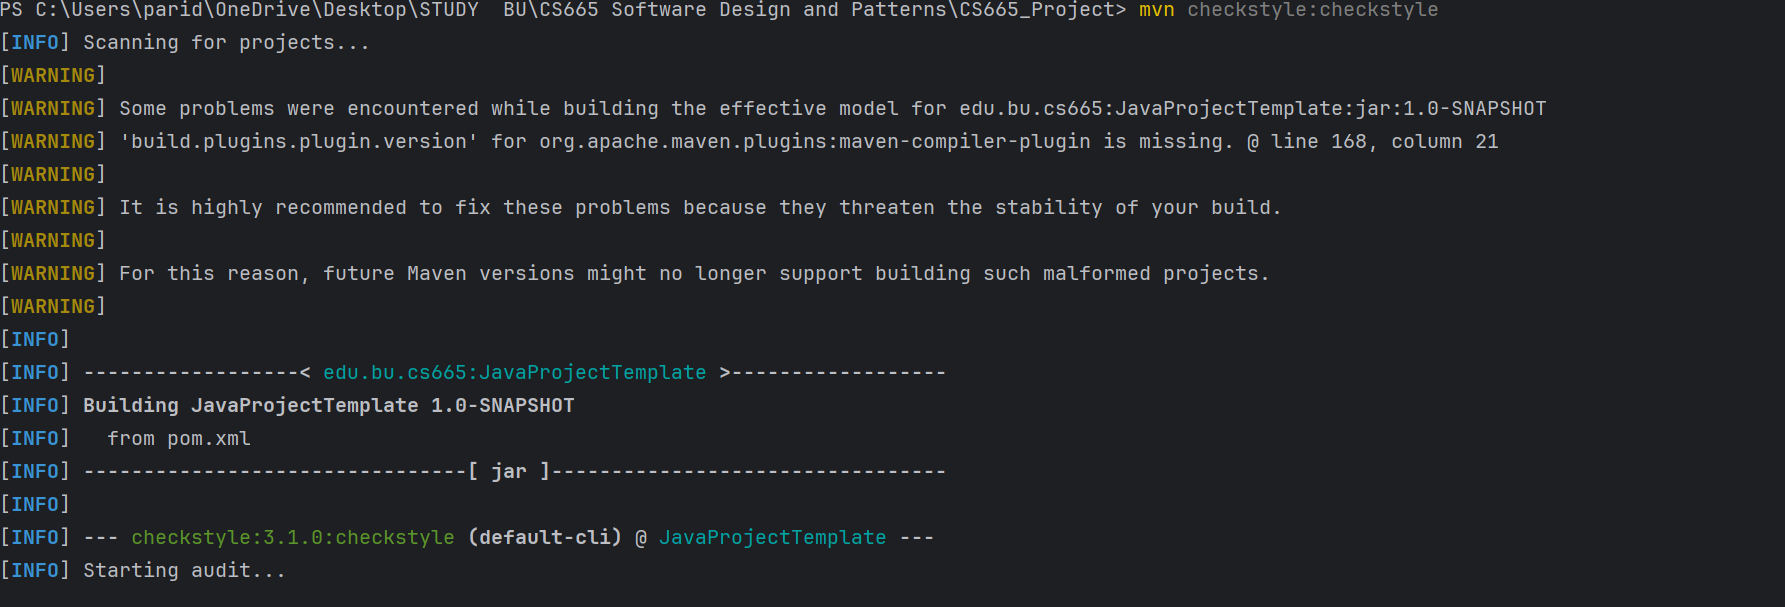 PS C:\Users\parid\OneDrive\Desktop\STUDY  BU\CS665 Software Design and Patterns\CS665_Project> mvn checkstyle:checkstyle
[INFO] Scanning for projects...
[WARNING]
[WARNING] Some problems were encountered while building the effective model for edu.bu.cs665:JavaProjectTemplate:jar:1.0-SNAPSHOT
[WARNING] 'build.plugins.plugin.version' for org.apache.maven.plugins:maven-compiler-plugin is missing. @ line 168, column 21
[WARNING]
[WARNING] It is highly recommended to fix these problems because they threaten the stability of your build.
[WARNING]
[WARNING] For this reason, future Maven versions might no longer support building such malformed projects.
[WARNING]
[INFO]
[INFO] ------------------< edu.bu.cs665:JavaProjectTemplate >------------------
[INFO] Building JavaProjectTemplate 1.0-SNAPSHOT
[INFO]   from pom.xml
[INFO] --------------------------------[ jar ]---------------------------------
[INFO]
[INFO] --- checkstyle:3.1.0:checkstyle (default-cli) @ JavaProjectTemplate ---
[INFO] Starting audit...